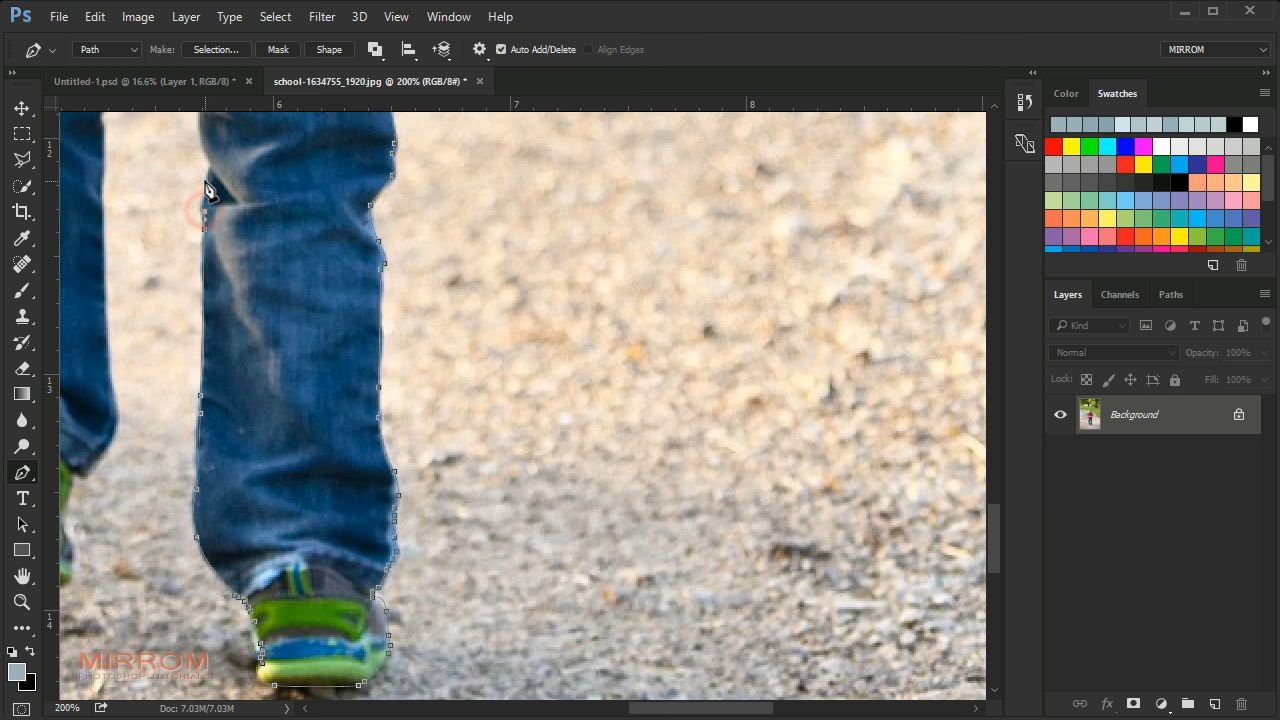 Ps File Edit Image Layer Type Select Filter 3D View Window Help
Path Make: Selection... Mask Shape Auto Add/Delete Align Edges MIRROM
Untitled-1.psd @ 16.6% (Layer 1, RGB/8) * × school-1634755_1920.jpg @ 200% (RGB/8#) * ×
Color Swatches
6 7 8
12
13
14
Layers Channels Paths
Kind
Normal Opacity: 100%
Lock: Fill: 100%
Background
MIRROM
PHOTOSHOP TUTORIALS
200% Doc: 7.03M/7.03M